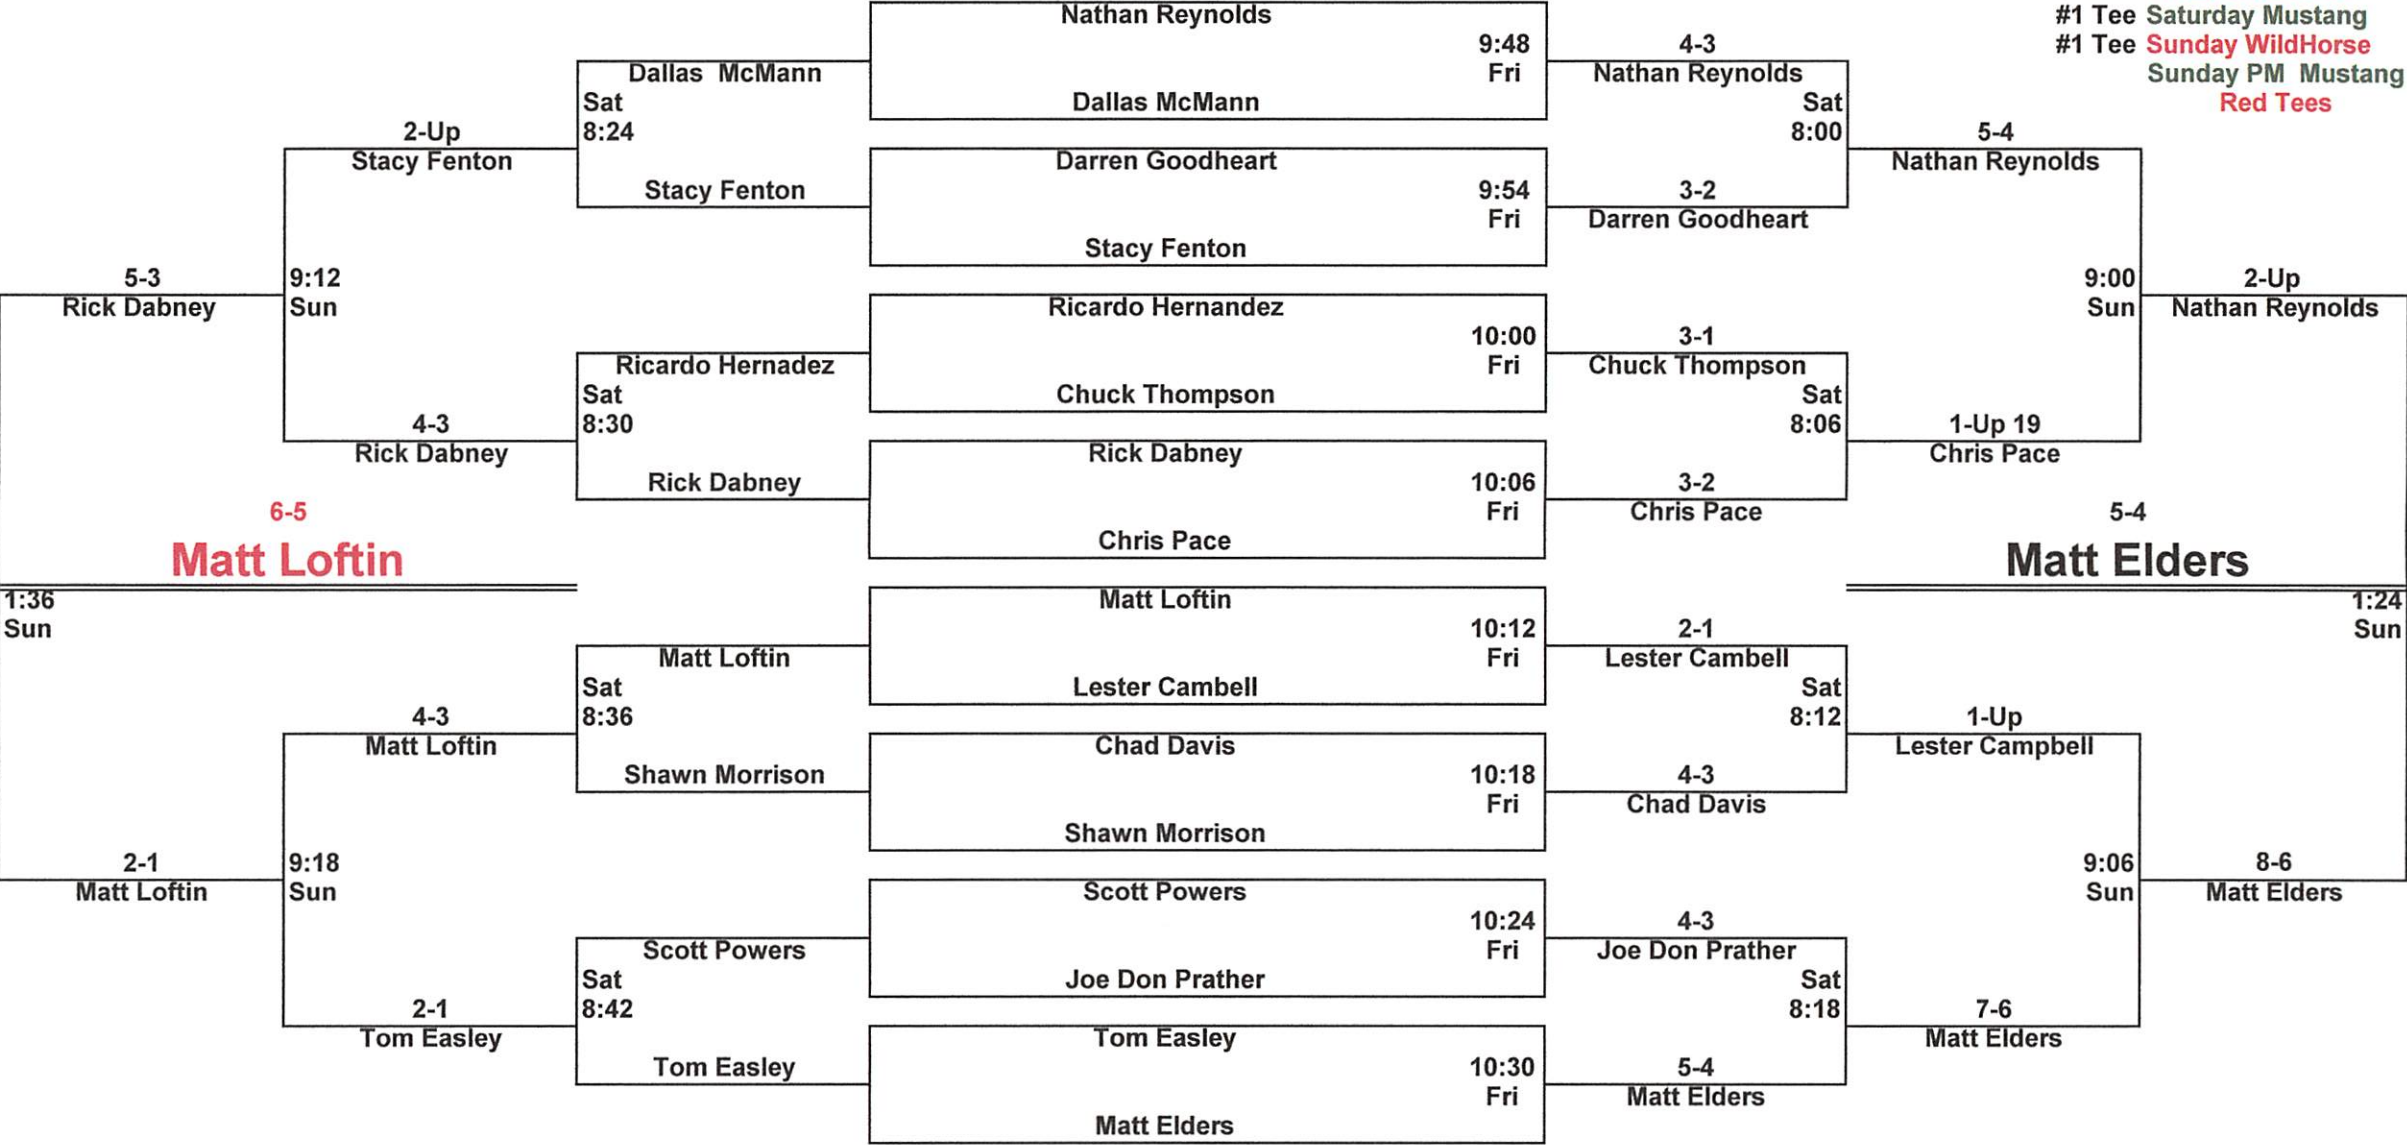 Nathan Reynolds
#1 Tee Saturday Mustang
9:48
4-3
#1 Tee Sunday WildHorse
Dallas  McMann
Fri
Nathan Reynolds
Sunday PM  Mustang
Sat
Dallas McMann
Sat
Red Tees
2-Up
8:24
8:00
5-4
Stacy Fenton
Darren Goodheart
Nathan Reynolds
Stacy Fenton
9:54
3-2
Fri
Darren Goodheart
Stacy Fenton
5-3
9:12
9:00
2-Up
Rick Dabney
Sun
Ricardo Hernandez
Sun
Nathan Reynolds
10:00
3-1
Ricardo Hernadez
Fri
Chuck Thompson
Sat
Chuck Thompson
Sat
4-3
8:30
8:06
1-Up 19
Rick Dabney
Rick Dabney
Chris Pace
Rick Dabney
10:06
3-2
6-5
Fri
Chris Pace
5-4
Matt Loftin
Chris Pace
Matt Elders
1:36
Matt Loftin
1:24
Sun
10:12
2-1
Sun
Matt Loftin
Fri
Lester Cambell
Sat
Lester Cambell
Sat
4-3
8:36
8:12
1-Up
Matt Loftin
Chad Davis
Lester Campbell
Shawn Morrison
10:18
4-3
Fri
Chad Davis
Shawn Morrison
2-1
9:18
9:06
8-6
Matt Loftin
Sun
Scott Powers
Sun
Matt Elders
10:24
4-3
Scott Powers
Fri
Joe Don Prather
Sat
Joe Don Prather
Sat
2-1
8:42
8:18
7-6
Tom Easley
Tom Easley
Matt Elders
Tom Easley
10:30
5-4
Fri
Matt Elders
Matt Elders